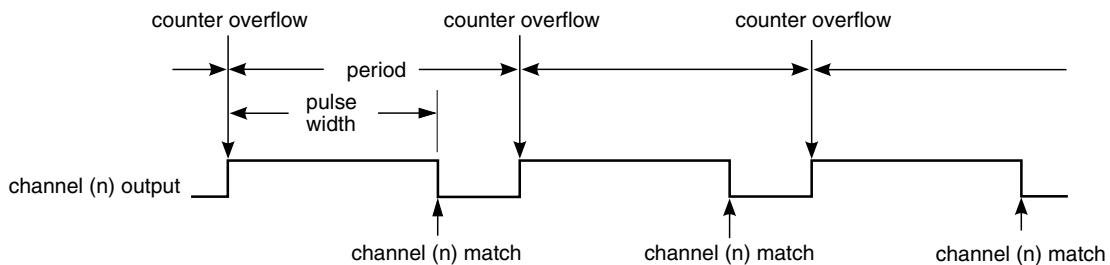 counter overflow
counter overflow
counter overflow
period
pulse
width
channel (n) output
channel (n) match
channel (n) match
channel (n) match